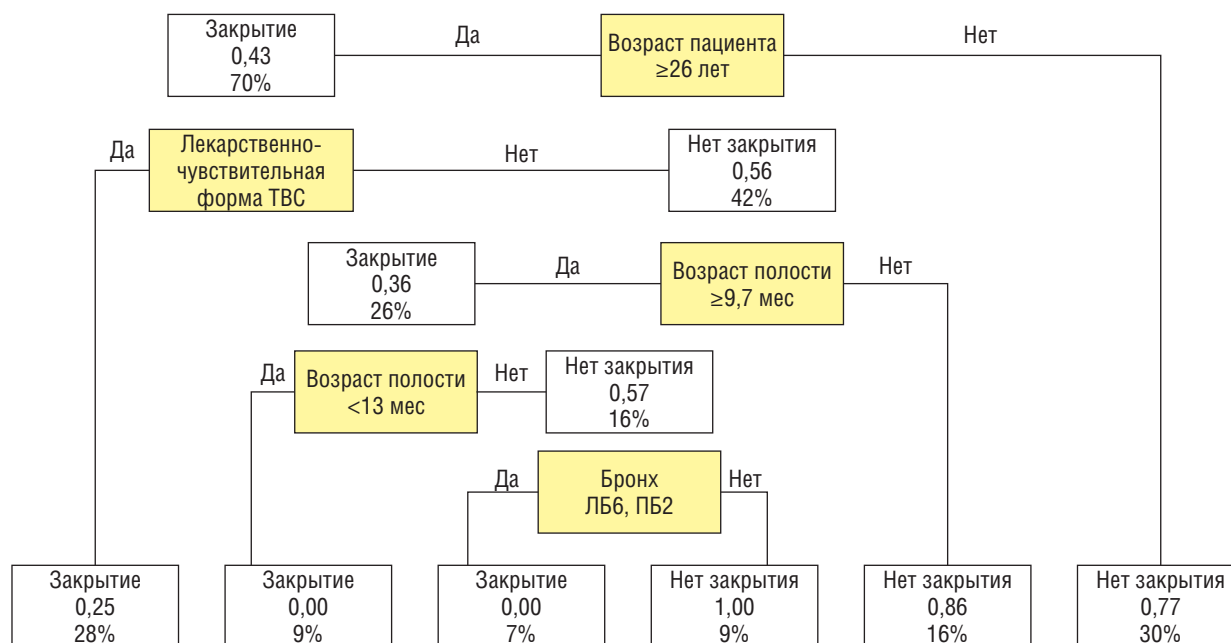 Закрытие
0,43
70%
Да
Возраст пациента
≥26 лет
Нет
Да
Лекарственно-
чувствительная
форма ТВС
Нет
Нет закрытия
0,56
42%
Закрытие
0,36
26%
Да
Возраст полости
≥9,7 мес
Нет
Да
Возраст полости
<13 мес
Нет
Нет закрытия
0,57
16%
Да
Бронх
ЛБ6, ПБ2
Нет
Закрытие
0,25
28%
Закрытие
0,00
9%
Закрытие
0,00
7%
Нет закрытия
1,00
9%
Нет закрытия
0,86
16%
Нет закрытия
0,77
30%